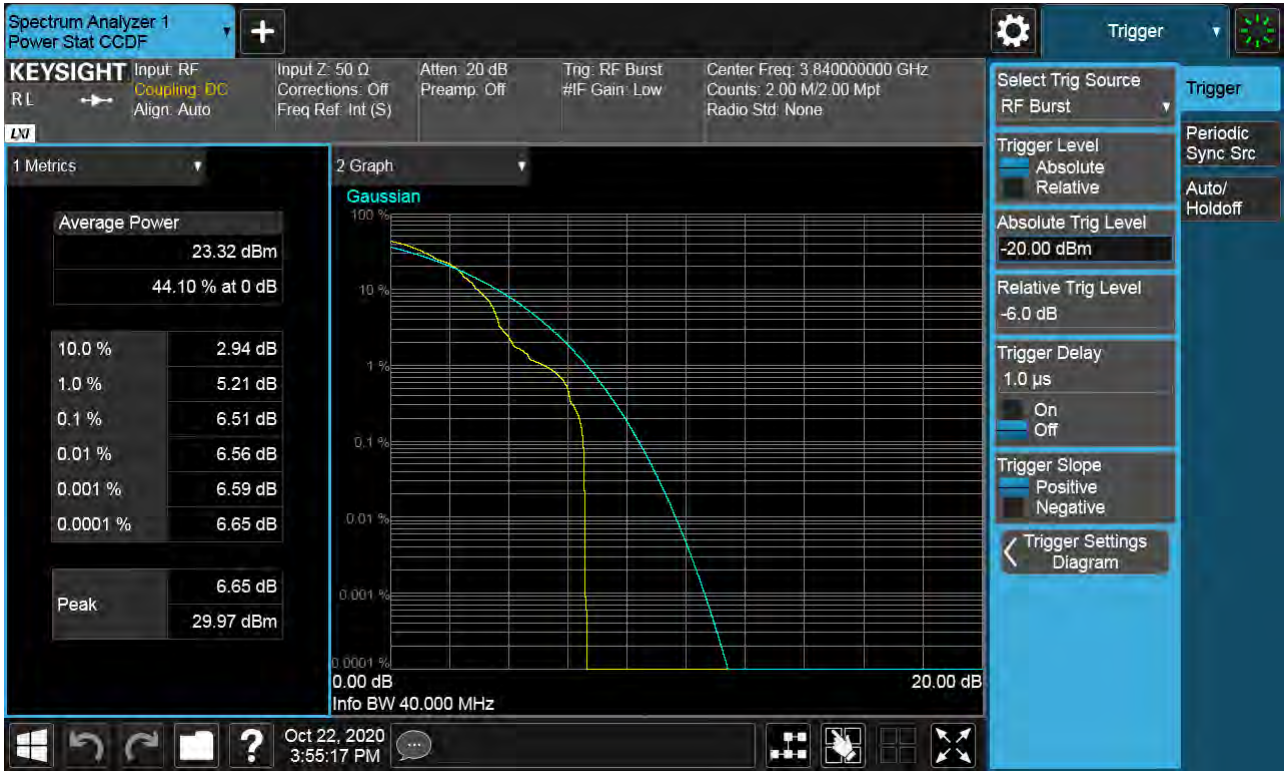 Spectrum Analyzer 1
Power Stat CCDF
+
Trigger
KEYSIGHT
RL
LXI
Input: RF
Coupling: DC
Align: Auto
Input Z: 50 Ω
Corrections: Off
Freq Ref: Int (S)
Atten: 20 dB
Preamp: Off
Trig: RF Burst
#IF Gain: Low
Center Freq: 3.840000000 GHz
Counts: 2.00 M/2.00 Mpt
Radio Std: None
1 Metrics
Average Power
23.32 dBm
44.10 % at 0 dB
10.0 % 2.94 dB
1.0 % 5.21 dB
0.1 % 6.51 dB
0.01 % 6.56 dB
0.001 % 6.59 dB
0.0001 % 6.65 dB
Peak
6.65 dB
29.97 dBm
2 Graph
Gaussian
100 %
10 %
1 %
0.1 %
0.01 %
0.001 %
0.0001 %
0.00 dB
20.00 dB
Info BW 40.000 MHz
Select Trig Source
RF Burst
Trigger Level
Absolute
Relative
Absolute Trig Level
-20.00 dBm
Relative Trig Level
-6.0 dB
Trigger Delay
1.0 µs
On
Off
Trigger Slope
Positive
Negative
Trigger Settings
Diagram
Trigger
Periodic
Sync Src
Auto/
Holdoff
?
Oct 22, 2020
3:55:17 PM